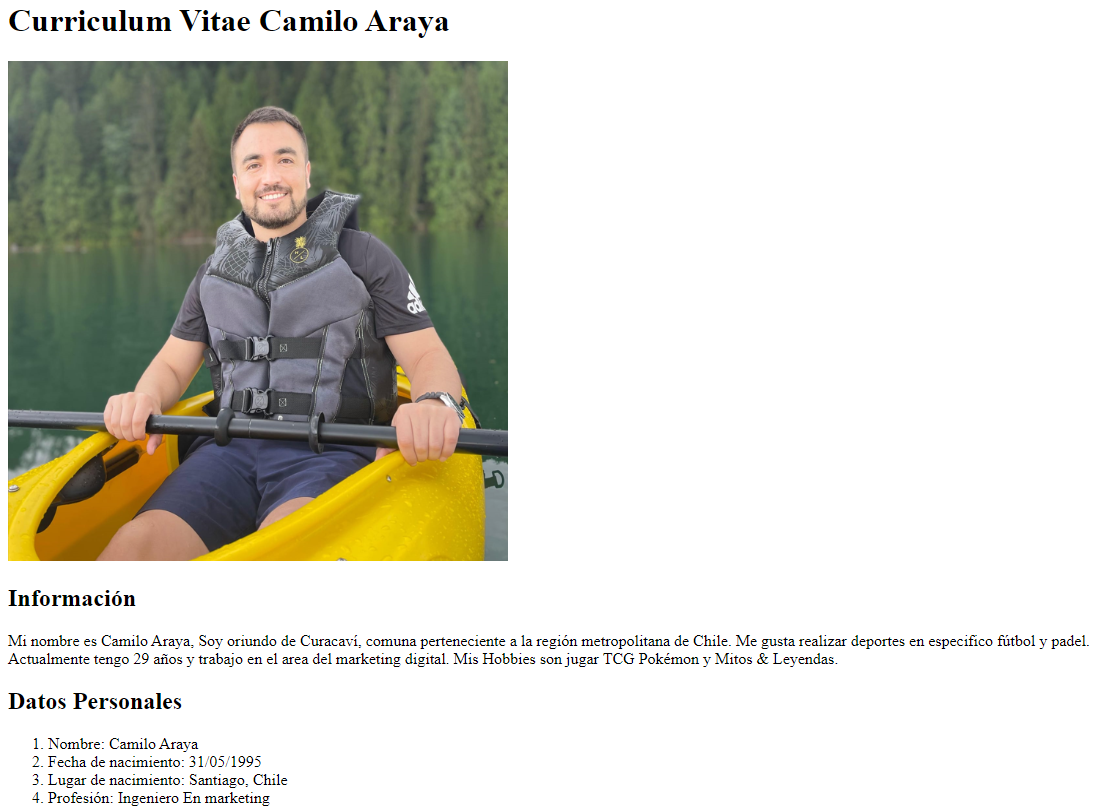 Curriculum Vitae Camilo Araya
adidas
Información
Mi nombre es Camilo Araya, Soy oriundo de Curacaví, comuna perteneciente a la región metropolitana de Chile. Me gusta realizar deportes en especifico fútbol y padel.
Actualmente tengo 29 años y trabajo en el area del marketing digital. Mis Hobbies son jugar TCG Pokémon y Mitos & Leyendas.
Datos Personales
1. Nombre: Camilo Araya
2. Fecha de nacimiento: 31/05/1995
3. Lugar de nacimiento: Santiago, Chile
4. Profesión: Ingeniero En marketing